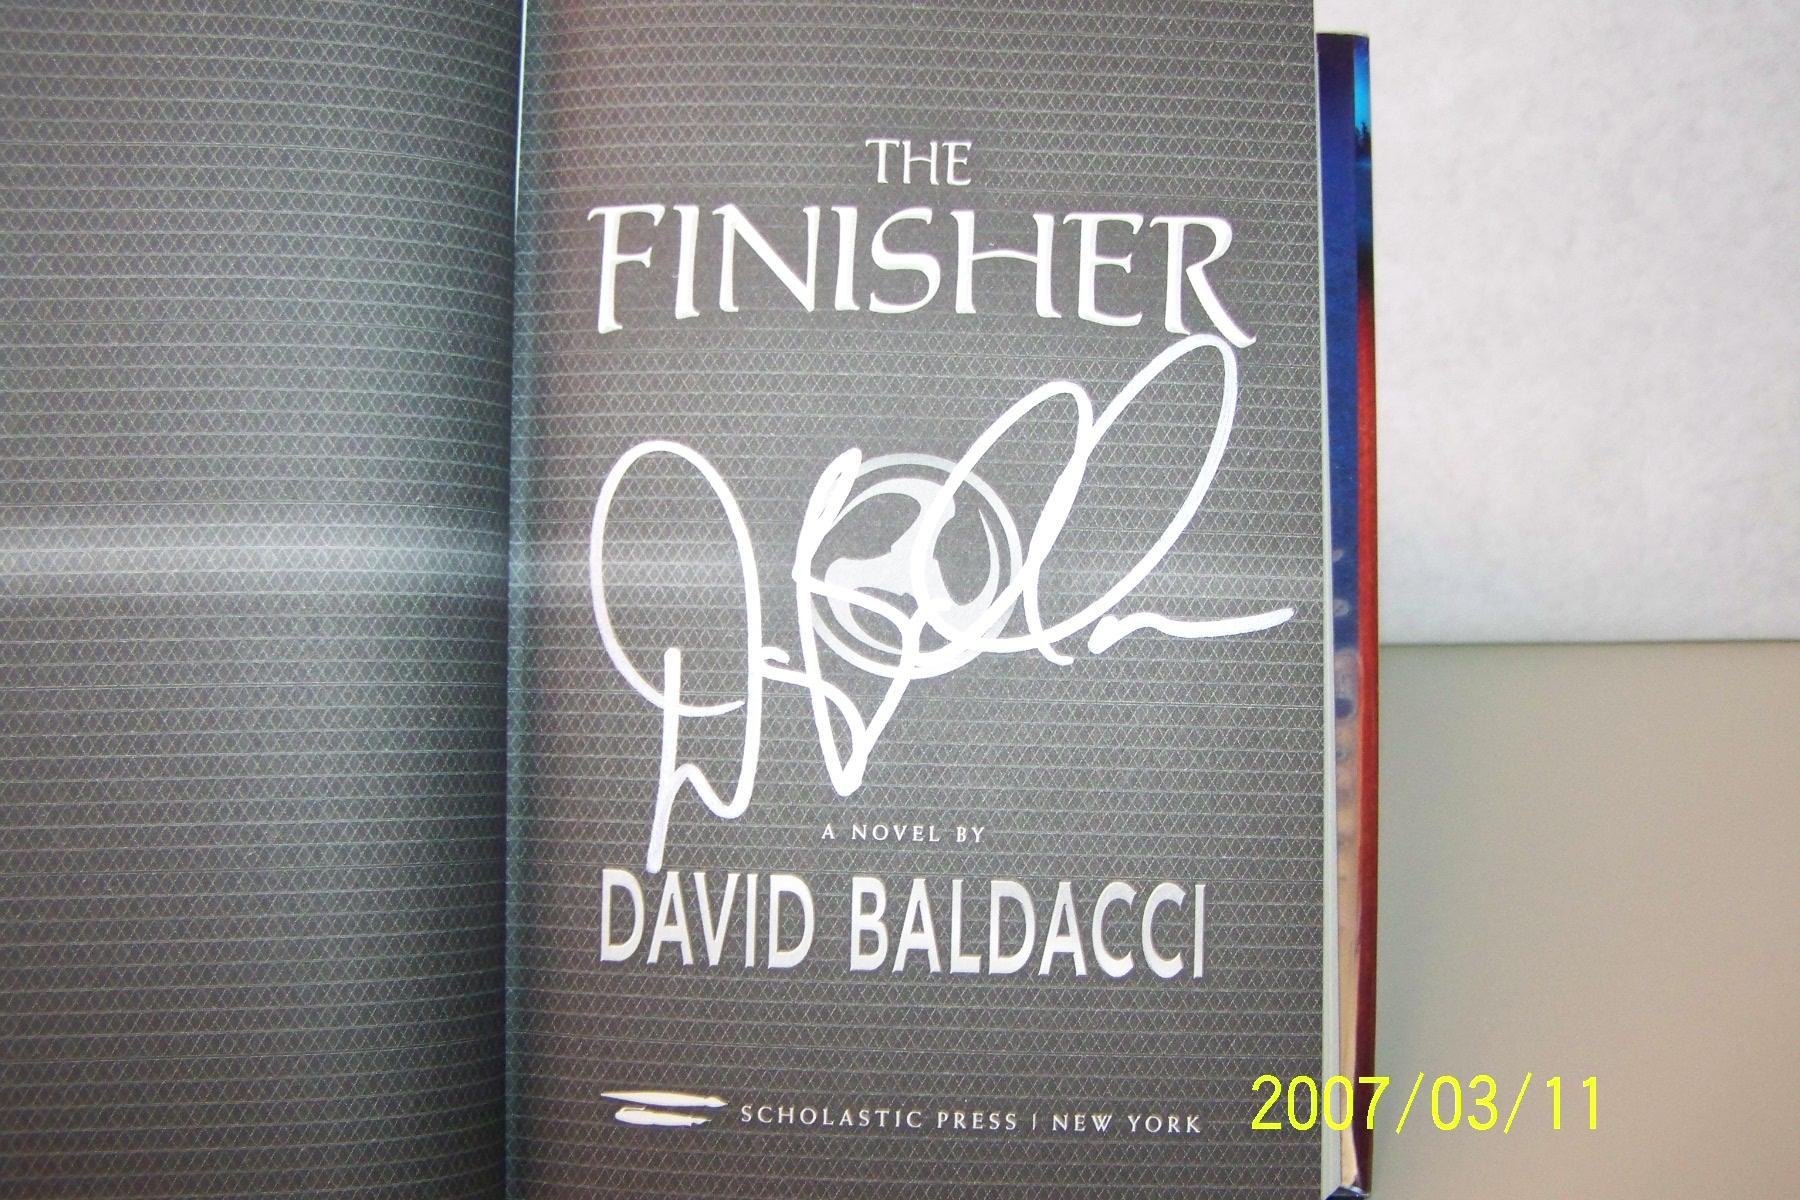 THE
FINISHER
A NOVEL BY
DAVID BALDACCI
SCHOLASTIC PRESS | NEW YORK
2007/03/11